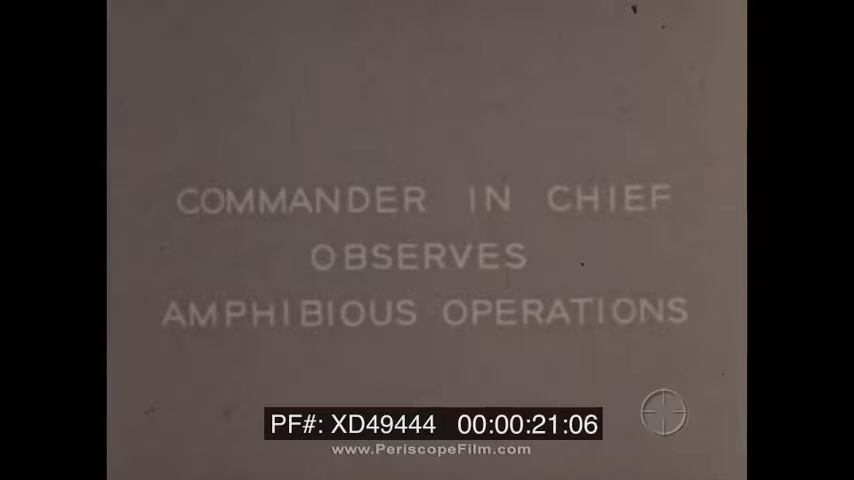 COMMANDER IN CHIEF
OBSERVES
AMPHIBIOUS OPERATIONS
PF#: XD49444 00:00:21:06
www.PeriscopeFilm.com